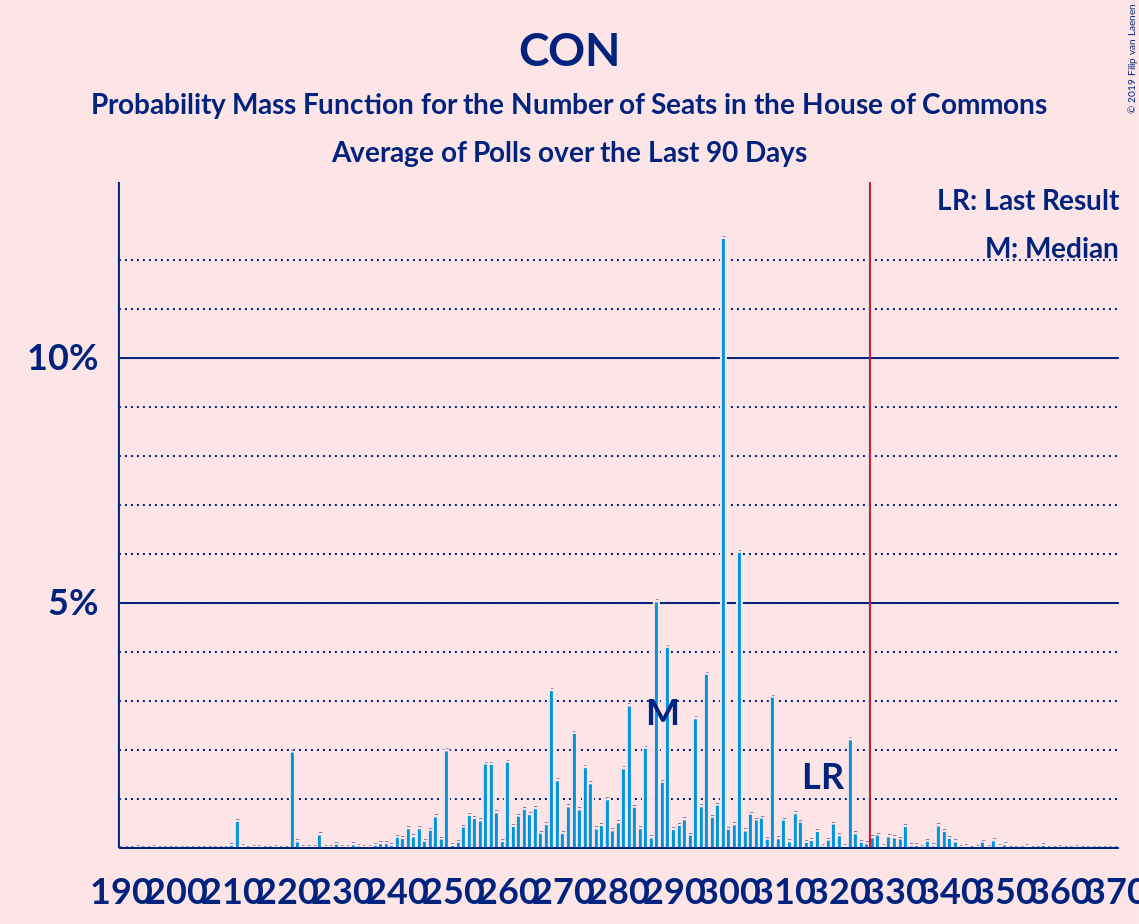 CON
Probability Mass Function for the Number of Seats in the House of Commons
Average of Polls over the Last 90 Days
© 2019 Filip van Laenen
LR: Last Result
M: Median
10%
5%
M
LR
190 200 210 220 230 240 250 260 270 280 290 300 310 320 330 340 350 360 370